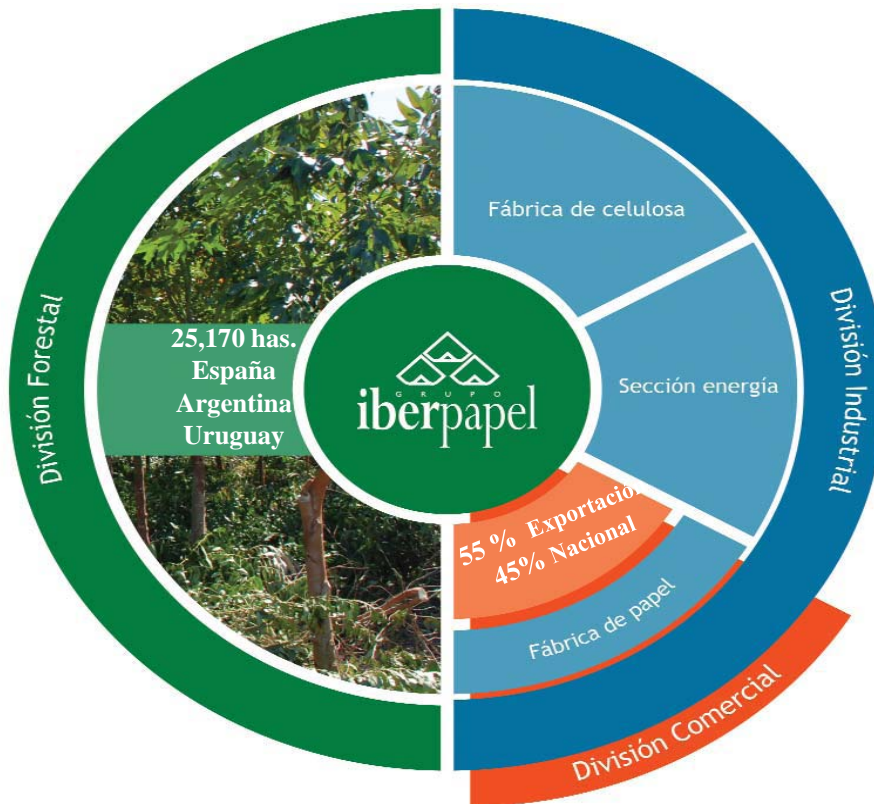 División Forestal
25,170 has.
España
Argentina
Uruguay
GRUPO
iberpapel
Fábrica de celulosa
Sección energía
55 % Exportación
45% Nacional
Fábrica de papel
División Industrial
División Comercial